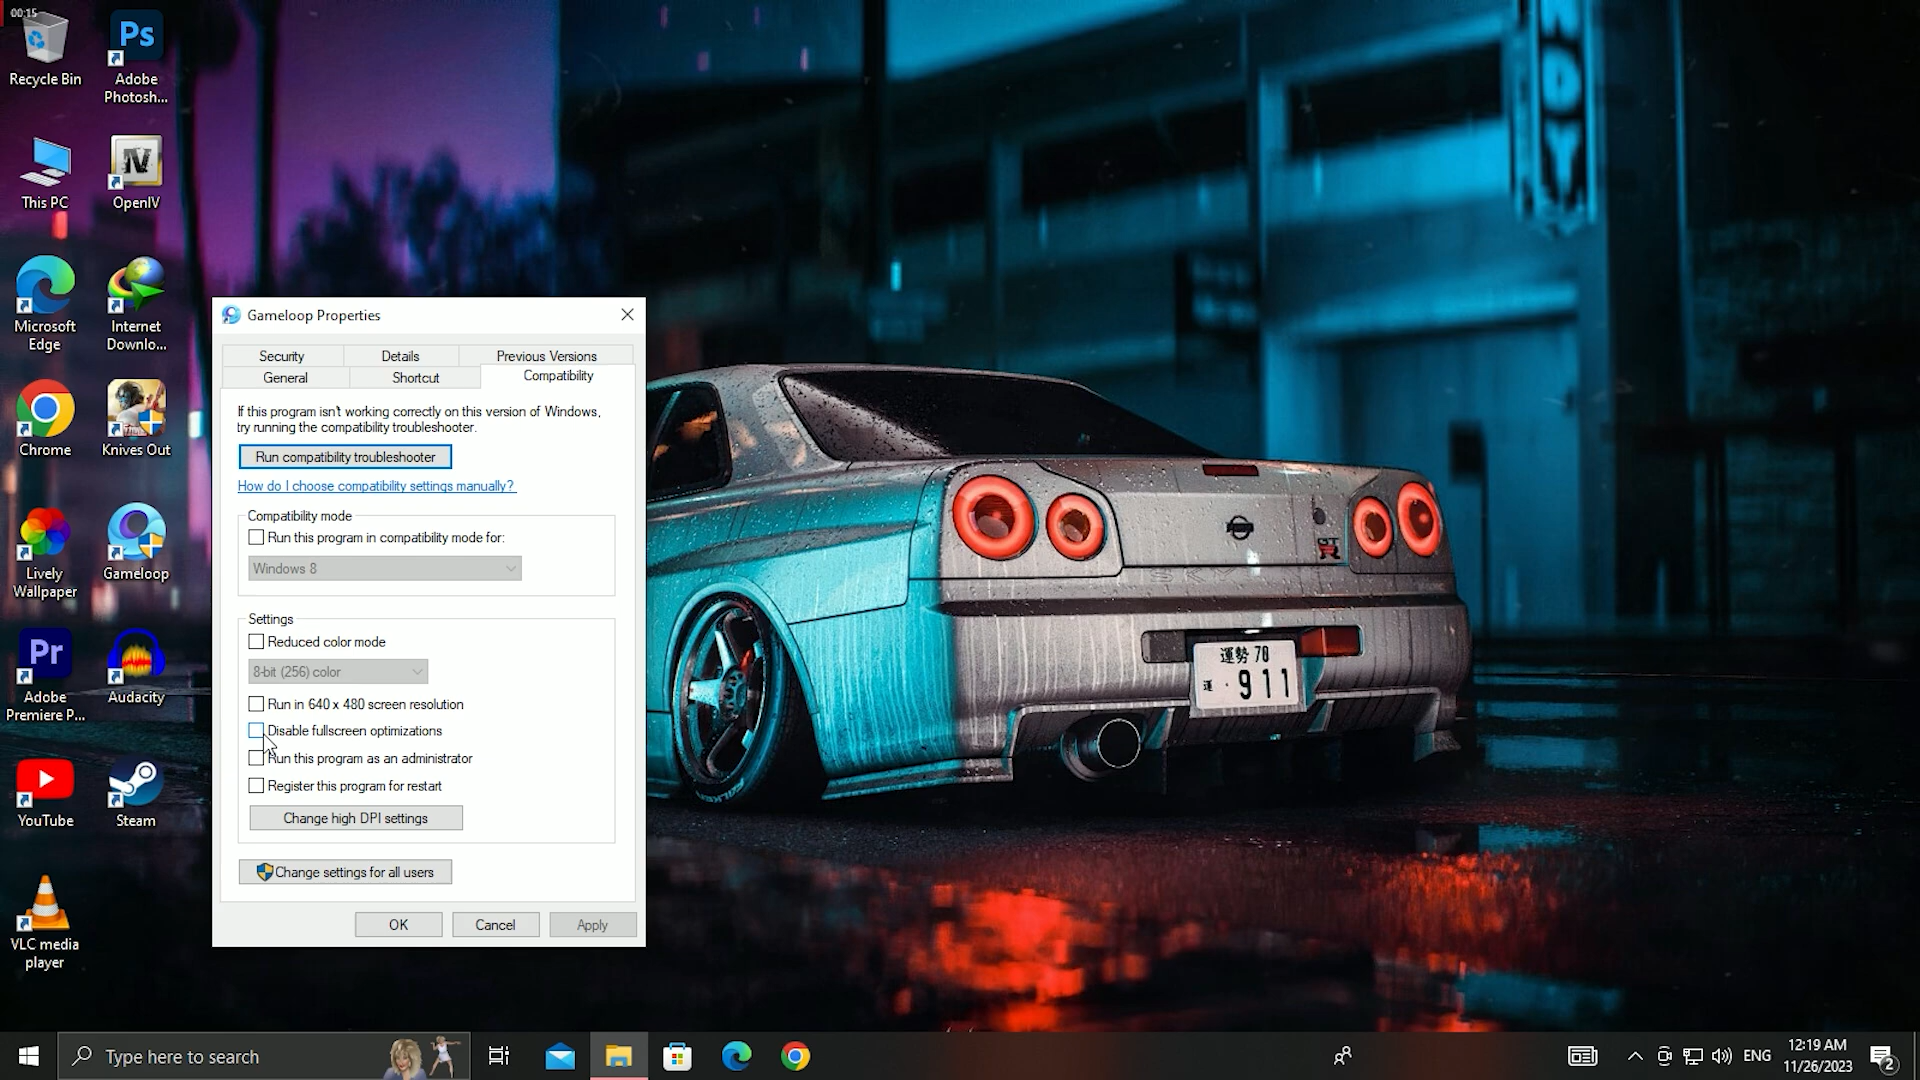 00:15
Recycle Bin
Ps
Adobe
Photosh...
This PC
IV
OpenIV
Microsoft
Edge
Internet
Downlo...
Chrome
Knives Out
Lively
Wallpaper
Gameloop
Pr
Adobe
Premiere P...
Audacity
YouTube
Steam
VLC media
player
Gameloop Properties
Security
Details
Previous Versions
General
Shortcut
Compatibility
If this program isn't working correctly on this version of Windows,
try running the compatibility troubleshooter.
Run compatibility troubleshooter
How do I choose compatibility settings manually?
Compatibility mode
Run this program in compatibility mode for:
Windows 8
Settings
Reduced color mode
8-bit (256) color
Run in 640 x 480 screen resolution
Disable fullscreen optimizations
Run this program as an administrator
Register this program for restart
Change high DPI settings
Change settings for all users
OK
Cancel
Apply
GT
R
運勢 70
運 · 911
Type here to search
ENG
12:19 AM
11/26/2023
2